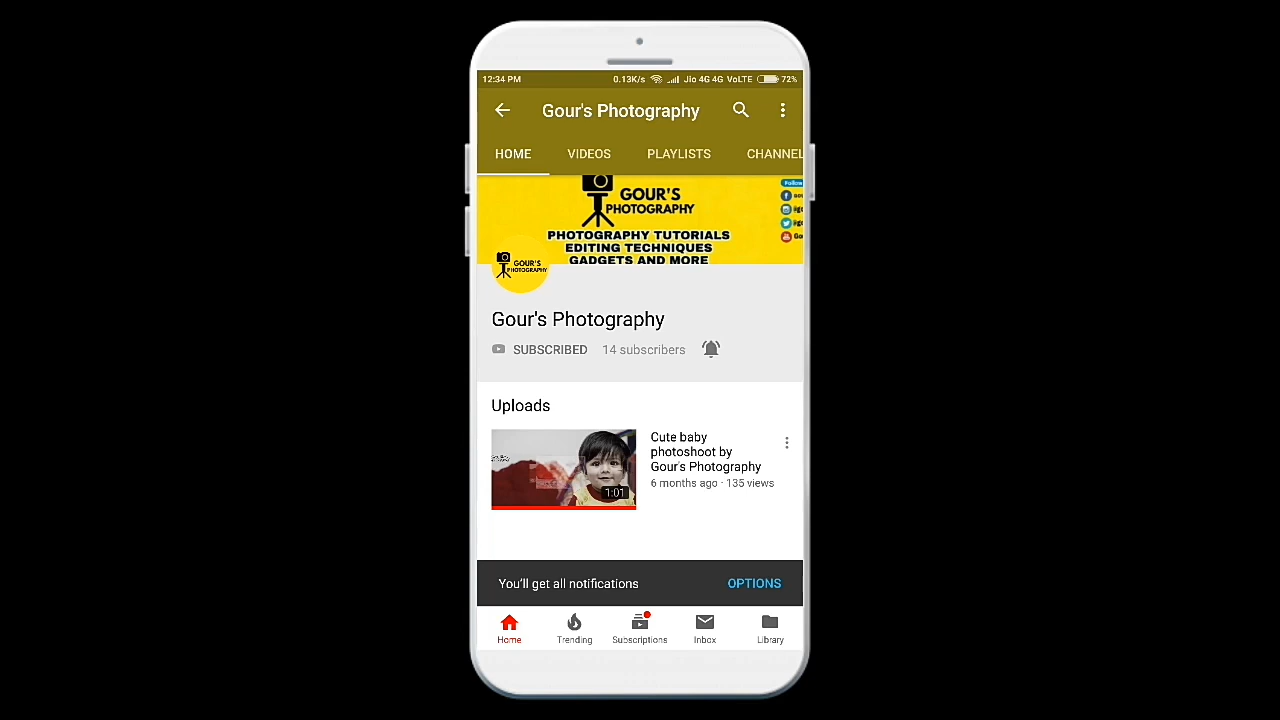 12:34 PM 0.13K/s Jio 4G 4G VoLTE 72%
Gour's Photography
HOME VIDEOS PLAYLISTS CHANNEL
GOUR'S
PHOTOGRAPHY
PHOTOGRAPHY TUTORIALS
EDITING TECHNIQUES
GADGETS AND MORE
Follow
GOUR'S
PHOTOGRAPHY
Gour's Photography
SUBSCRIBED 14 subscribers
Uploads
Cute baby
photoshoot by
Gour's Photography
6 months ago · 135 views
1:01
You'll get all notifications OPTIONS
Home Trending Subscriptions Inbox Library